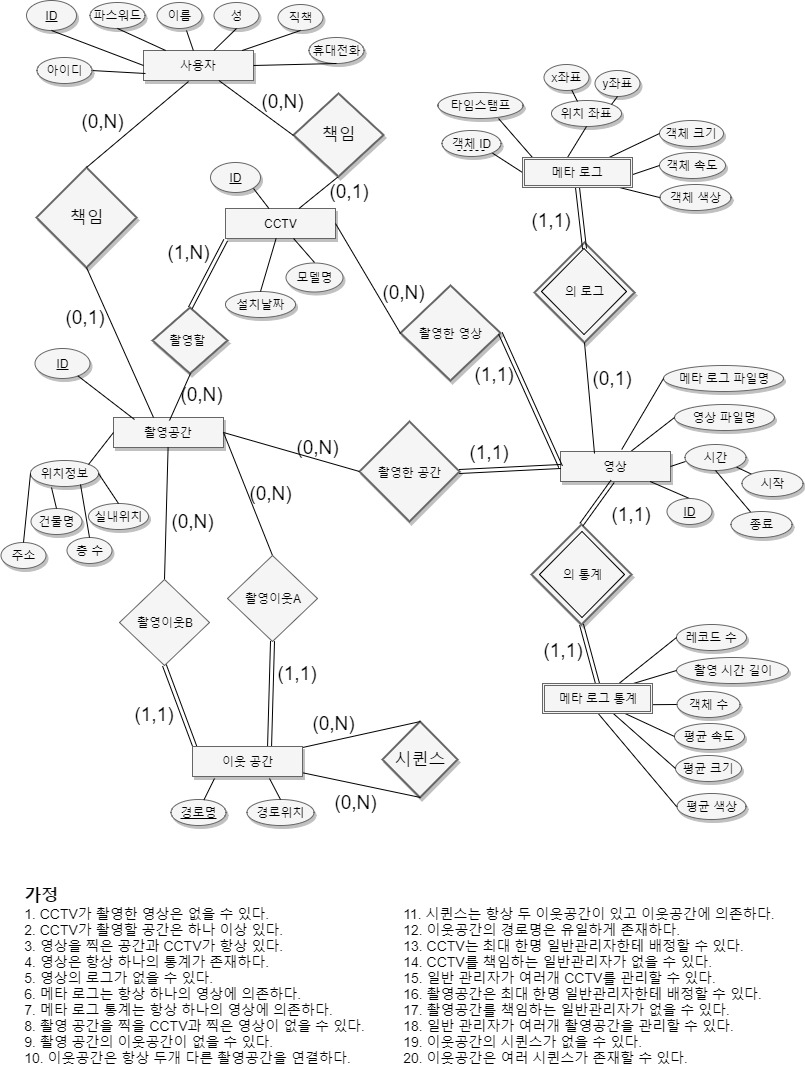 ID
패스워드
이름
성
직책
휴대전화
아이디
사용자
(0,N)
(0,N)
책임
책임
(0,1)
(0,1)
ID
CCTV
설치날짜
모델명
(1,N)
촬영할
(0,N)
(0,N)
촬영한 영상
(1,1)
x좌표
y좌표
타임스탬프
위치 좌표
객체 ID
객체 크기
객체 속도
객체 색상
메타 로그
(1,1)
의 로그
(0,1)
ID
촬영공간
위치정보
건물명
실내위치
주소
층 수
(0,N)
촬영한 공간
(1,1)
메타 로그 파일명
영상 파일명
시간
시작
종료
영상
ID
(1,1)
의 통계
(1,1)
메타 로그 통계
레코드 수
촬영 시간 길이
객체 수
평균 속도
평균 크기
평균 색상
(0,N)
(0,N)
촬영이웃B
촬영이웃A
(1,1)
(1,1)
이웃 공간
경로명
경로위치
(0,N)
시퀀스
(0,N)
가정
1. CCTV가 촬영한 영상은 없을 수 있다.
2. CCTV가 촬영할 공간은 하나 이상 있다.
3. 영상을 찍은 공간과 CCTV가 항상 있다.
4. 영상은 항상 하나의 통계가 존재하다.
5. 영상의 로그가 없을 수 있다.
6. 메타 로그는 항상 하나의 영상에 의존하다.
7. 메타 로그 통계는 항상 하나의 영상에 의존하다.
8. 촬영 공간을 찍을 CCTV과 찍은 영상이 없을 수 있다.
9. 촬영 공간의 이웃공간이 없을 수 있다.
10. 이웃공간은 항상 두개 다른 촬영공간을 연결하다.
11. 시퀸스는 항상 두 이웃공간이 있고 이웃공간에 의존하다.
12. 이웃공간의 경로명은 유일하게 존재하다.
13. CCTV는 최대 한명 일반관리자한테 배정할 수 있다.
14. CCTV를 책임하는 일반관리자가 없을 수 있다.
15. 일반 관리자가 여러개 CCTV를 관리할 수 있다.
16. 촬영공간은 최대 한명 일반관리자한테 배정할 수 있다.
17. 촬영공간를 책임하는 일반관리자가 없을 수 있다.
18. 일반 관리자가 여러개 촬영공간을 관리할 수 있다.
19. 이웃공간의 시퀸스가 없을 수 있다.
20. 이웃공간은 여러 시퀸스가 존재할 수 있다.